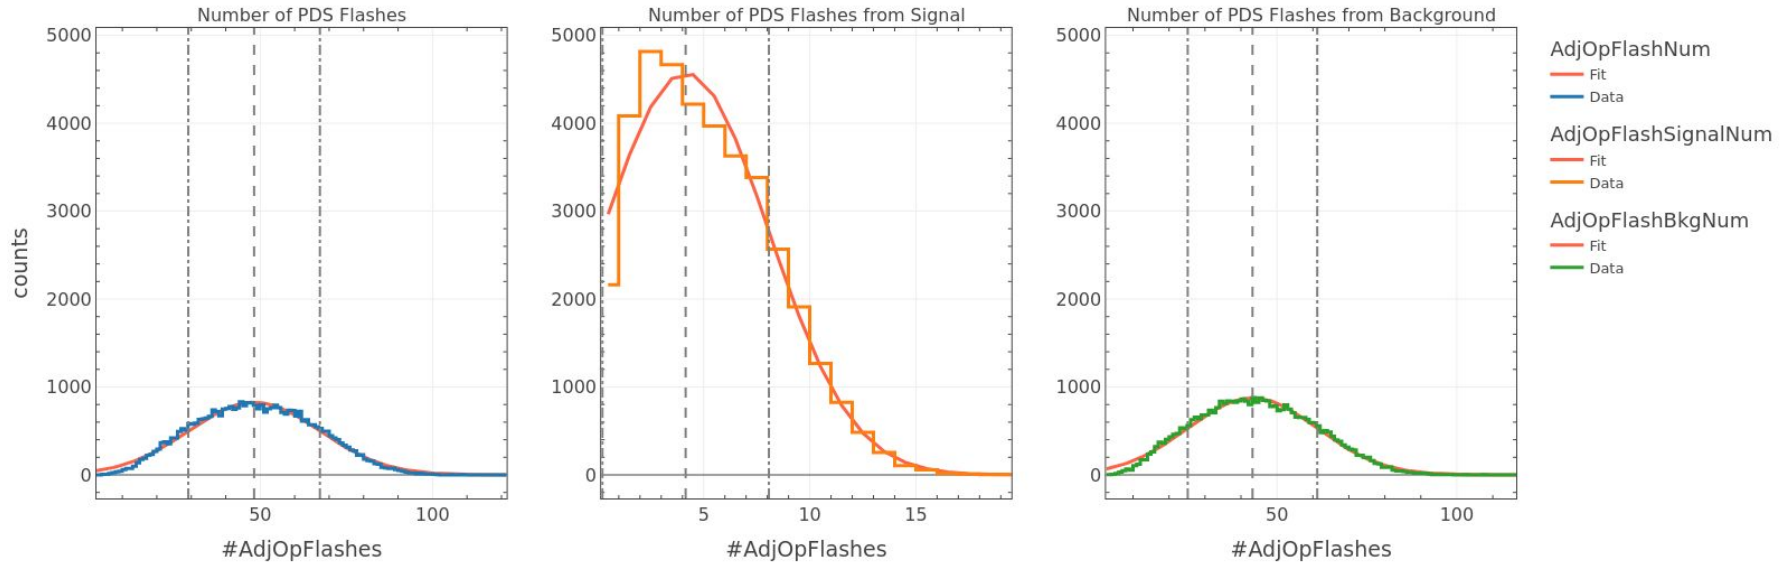 Number of PDS Flashes
Number of PDS Flashes from Signal
Number of PDS Flashes from Background
counts
5000
4000
3000
2000
1000
0
50
100
#AdjOpFlashes
5000
4000
3000
2000
1000
0
5
10
15
#AdjOpFlashes
5000
4000
3000
2000
1000
0
50
100
#AdjOpFlashes
AdjOpFlashNum
Fit
Data
AdjOpFlashSignalNum
Fit
Data
AdjOpFlashBkgNum
Fit
Data